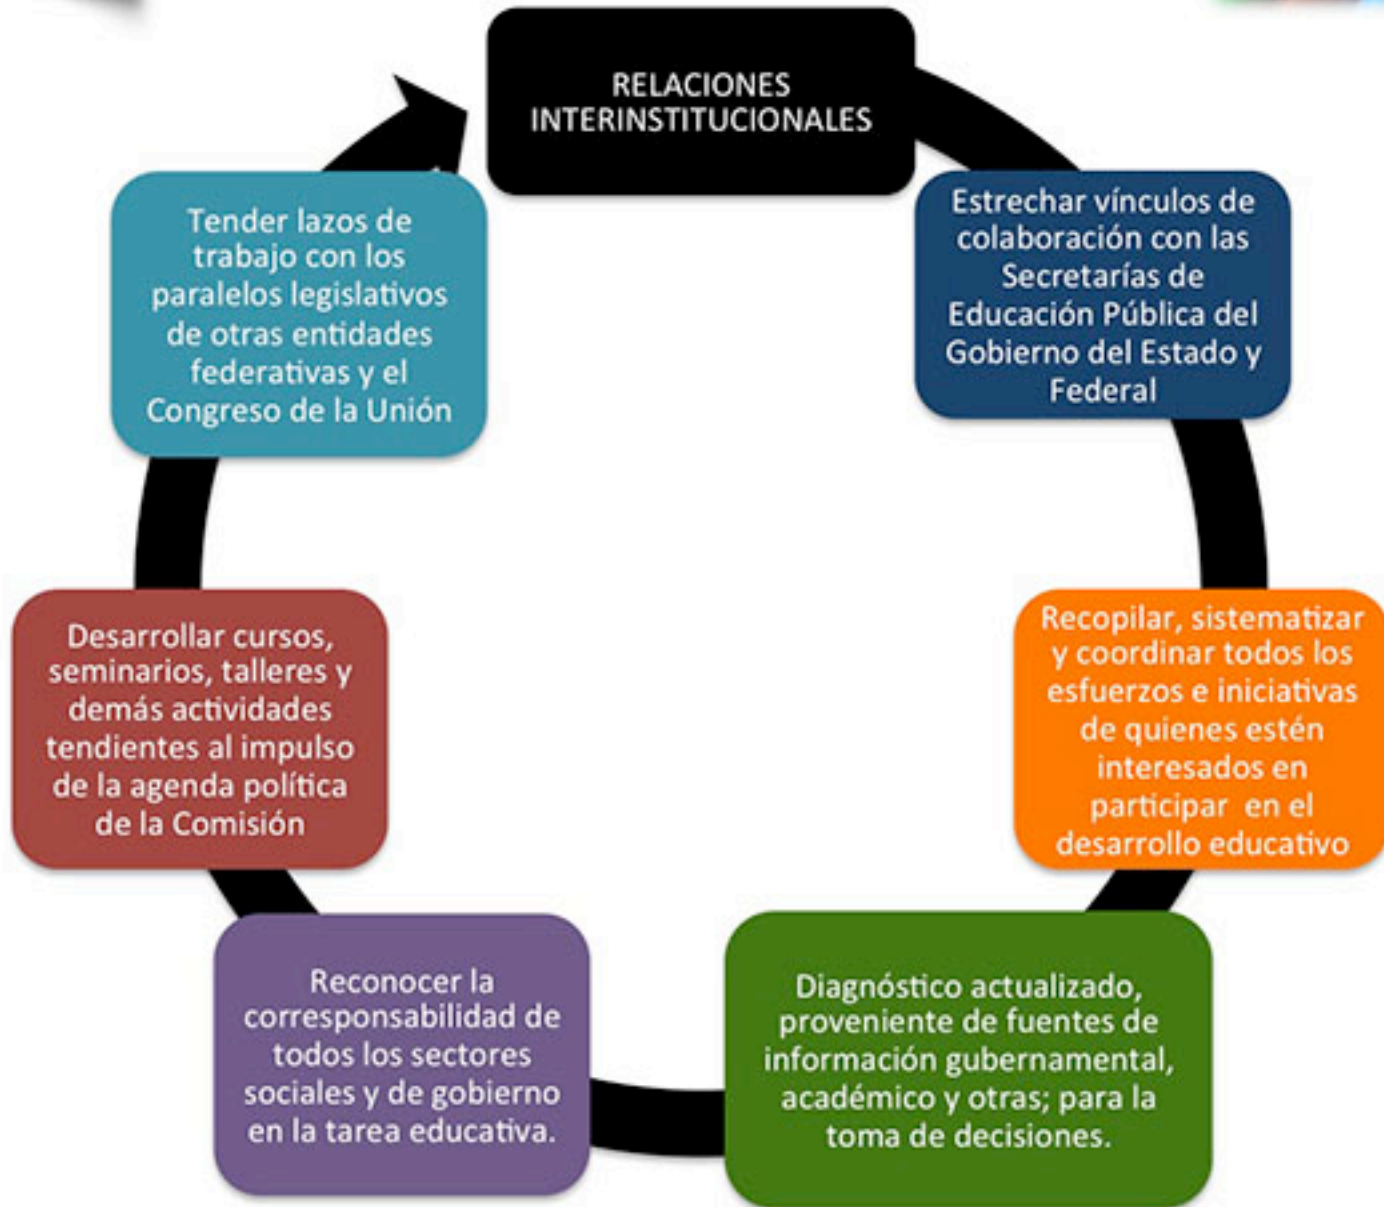 RELACIONES
INTERINSTITUCIONALES
Estrechar vínculos de
colaboración con las
Secretarías de
Educación Pública del
Gobierno del Estado y
Federal
Recopilar, sistematizar
y coordinar todos los
esfuerzos e iniciativas
de quienes estén
interesados en
participar  en el
desarrollo educativo
Diagnóstico actualizado,
proveniente de fuentes de
información gubernamental,
académico y otras; para la
toma de decisiones.
Reconocer la
corresponsabilidad de
todos los sectores
sociales y de gobierno
en la tarea educativa.
Desarrollar cursos,
seminarios, talleres y
demás actividades
tendientes al impulso
de la agenda política
de la Comisión
Tender lazos de
trabajo con los
paralelos legislativos
de otras entidades
federativas y el
Congreso de la Unión